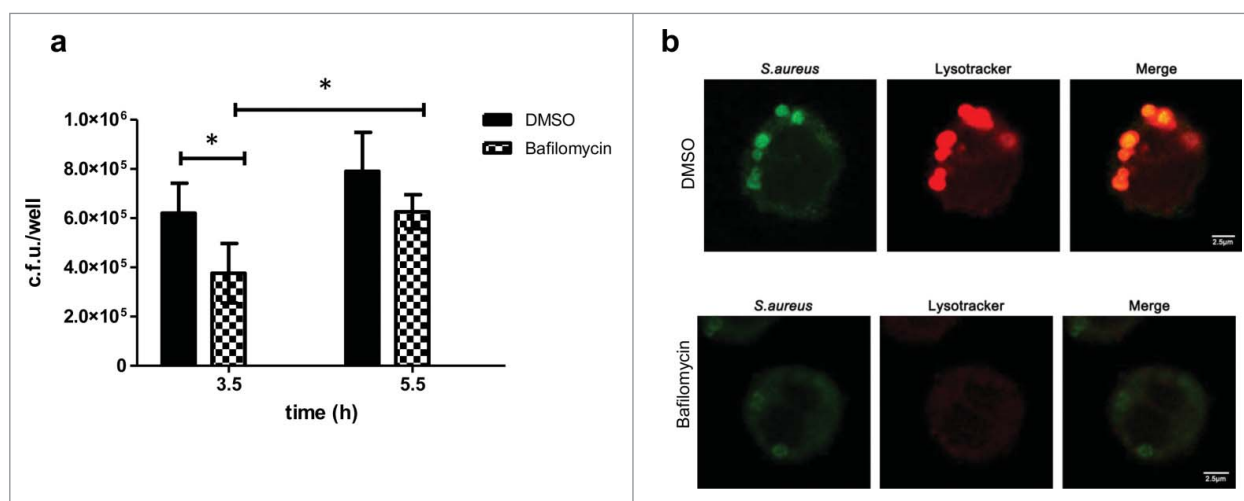 a
*
*
DMSO
Bafilomycin
1.0×10⁶
8.0×10⁵
6.0×10⁵
4.0×10⁵
2.0×10⁵
0
c.f.u./well
3.5
5.5
time (h)
b
S.aureus
Lysotracker
Merge
DMSO
2.5µm
S.aureus
Lysotracker
Merge
Bafilomycin
2.5µm